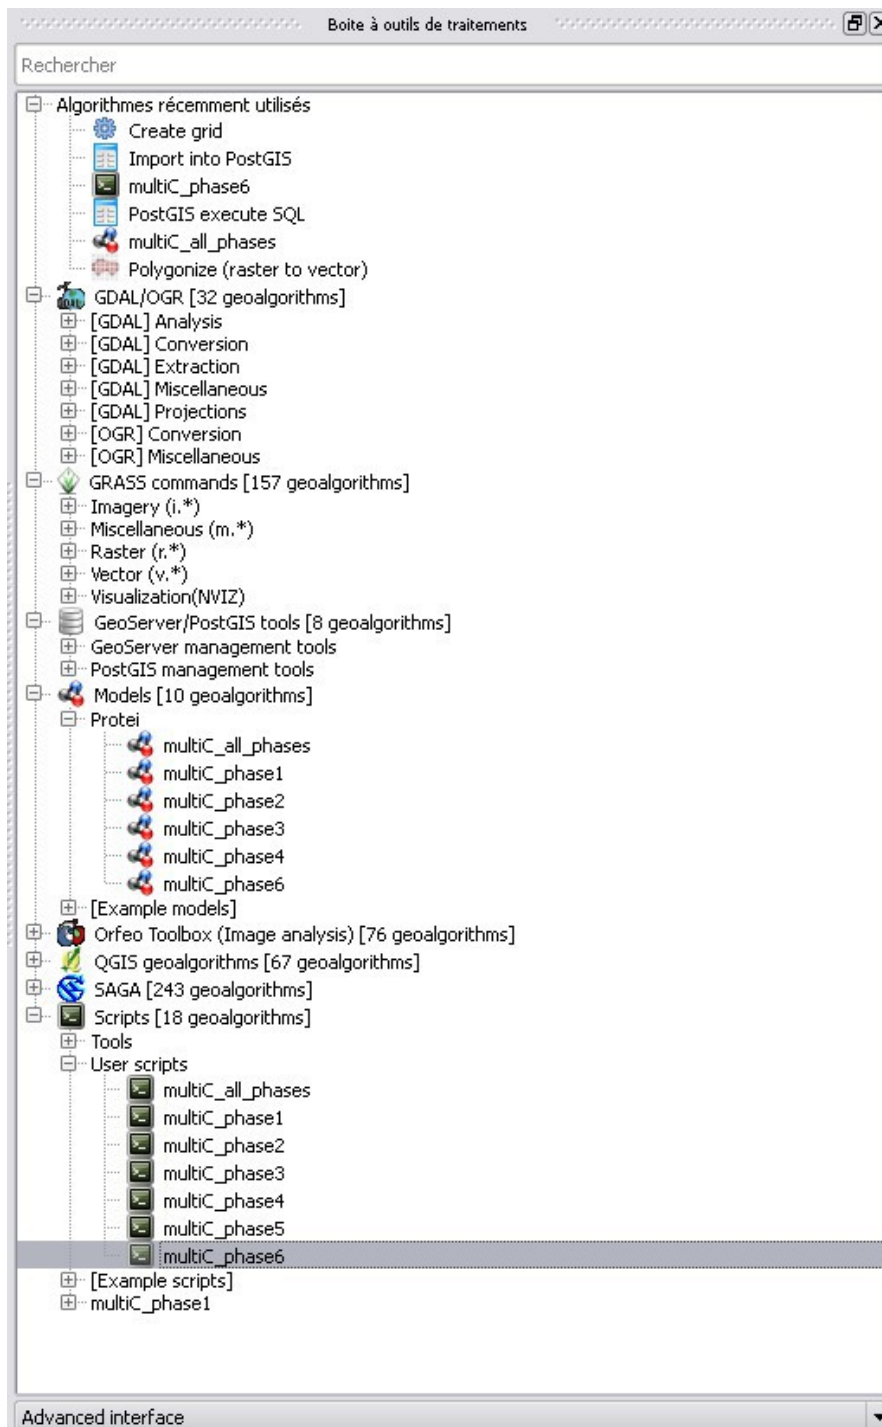 Boite à outils de traitements
Rechercher
Algorithmes récemment utilisés
Create grid
Import into PostGIS
multiC_phase6
PostGIS execute SQL
multiC_all_phases
Polygonize (raster to vector)
GDAL/OGR [32 geoalgorithms]
[GDAL] Analysis
[GDAL] Conversion
[GDAL] Extraction
[GDAL] Miscellaneous
[GDAL] Projections
[OGR] Conversion
[OGR] Miscellaneous
GRASS commands [157 geoalgorithms]
Imagery (i.*)
Miscellaneous (m.*)
Raster (r.*)
Vector (v.*)
Visualization(NVIZ)
GeoServer/PostGIS tools [8 geoalgorithms]
GeoServer management tools
PostGIS management tools
Models [10 geoalgorithms]
Protei
multiC_all_phases
multiC_phase1
multiC_phase2
multiC_phase3
multiC_phase4
multiC_phase6
[Example models]
Orfeo Toolbox (Image analysis) [76 geoalgorithms]
QGIS geoalgorithms [67 geoalgorithms]
SAGA [243 geoalgorithms]
Scripts [18 geoalgorithms]
Tools
User scripts
multiC_all_phases
multiC_phase1
multiC_phase2
multiC_phase3
multiC_phase4
multiC_phase5
multiC_phase6
[Example scripts]
multiC_phase1
Advanced interface